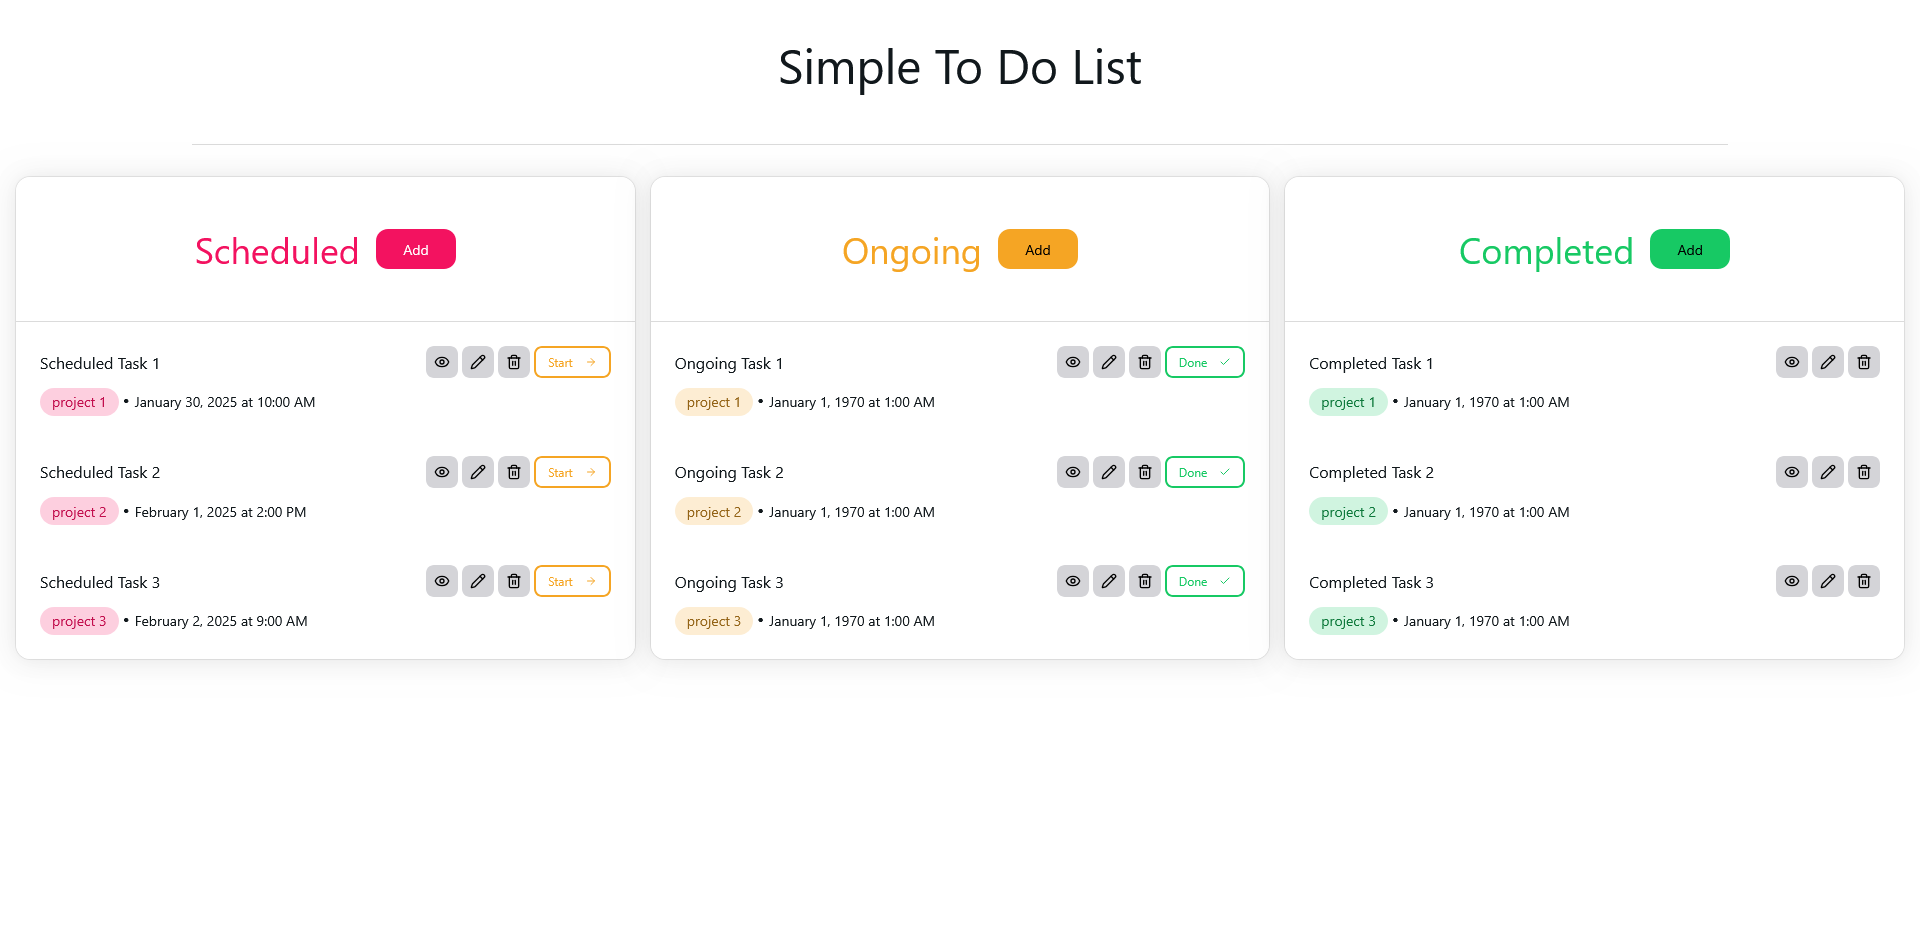 Simple To Do List
Scheduled Add
Scheduled Task 1 Start
project 1 • January 30, 2025 at 10:00 AM
Scheduled Task 2 Start
project 2 • February 1, 2025 at 2:00 PM
Scheduled Task 3 Start
project 3 • February 2, 2025 at 9:00 AM
Ongoing Add
Ongoing Task 1 Done
project 1 • January 1, 1970 at 1:00 AM
Ongoing Task 2 Done
project 2 • January 1, 1970 at 1:00 AM
Ongoing Task 3 Done
project 3 • January 1, 1970 at 1:00 AM
Completed Add
Completed Task 1
project 1 • January 1, 1970 at 1:00 AM
Completed Task 2
project 2 • January 1, 1970 at 1:00 AM
Completed Task 3
project 3 • January 1, 1970 at 1:00 AM